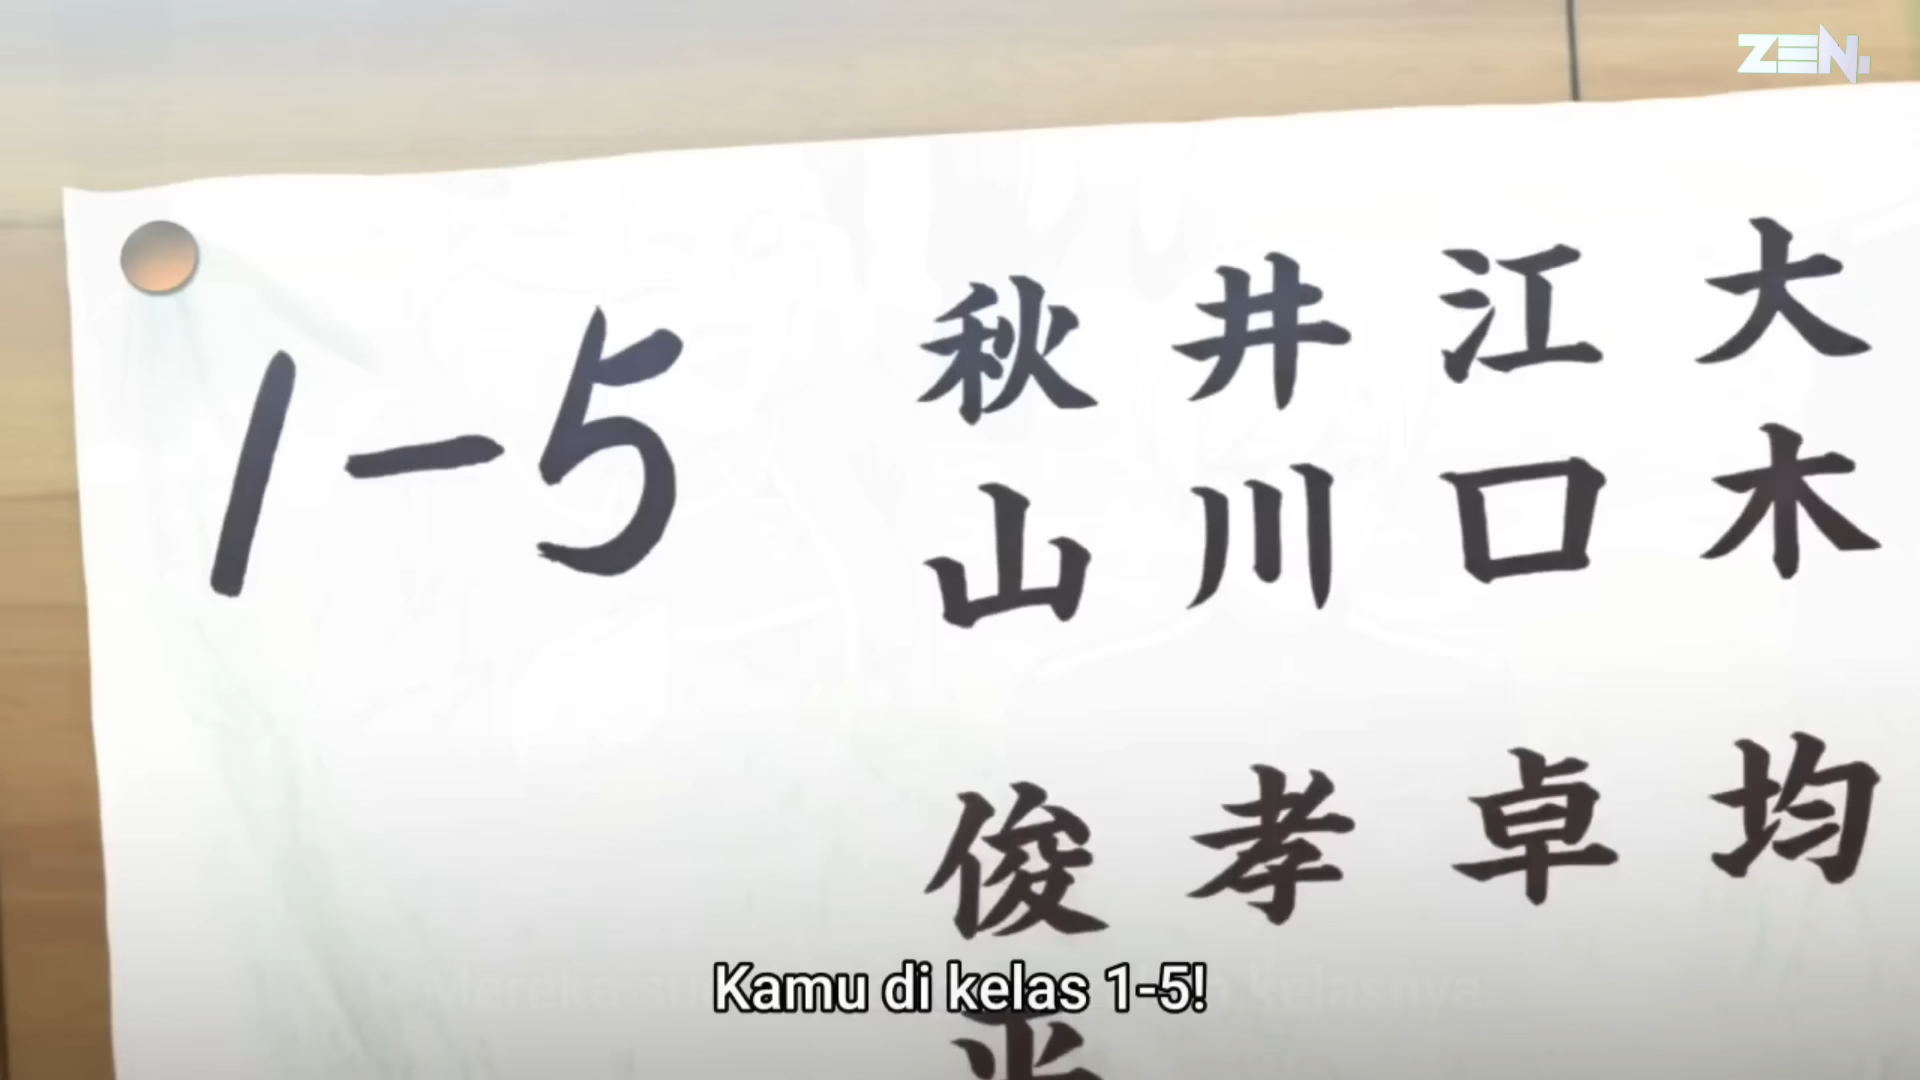 ZEN.
1-5
秋山 俊平
井川 孝
江口 卓
大木 均
Kamu di kelas 1-5!